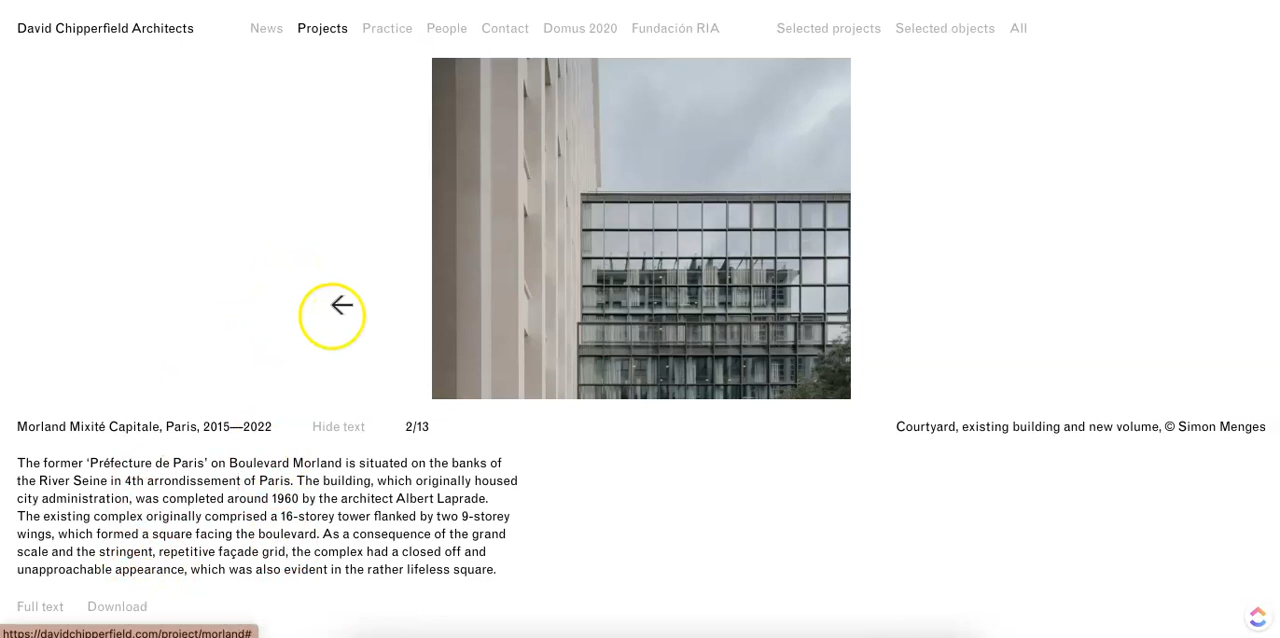 David Chipperfield Architects News Projects Practice People Contact Domus 2020 Fundación RIA Selected projects Selected objects All
Morland Mixité Capitale, Paris, 2015—2022 Hide text 2/13 Courtyard, existing building and new volume, © Simon Menges
The former ‘Préfecture de Paris’ on Boulevard Morland is situated on the banks of
the River Seine in 4th arrondissement of Paris. The building, which originally housed
city administration, was completed around 1960 by the architect Albert Laprade.
The existing complex originally comprised a 16-storey tower flanked by two 9-storey
wings, which formed a square facing the boulevard. As a consequence of the grand
scale and the stringent, repetitive façade grid, the complex had a closed off and
unapproachable appearance, which was also evident in the rather lifeless square.
Full text Download
https://davidchipperfield.com/project/morland#